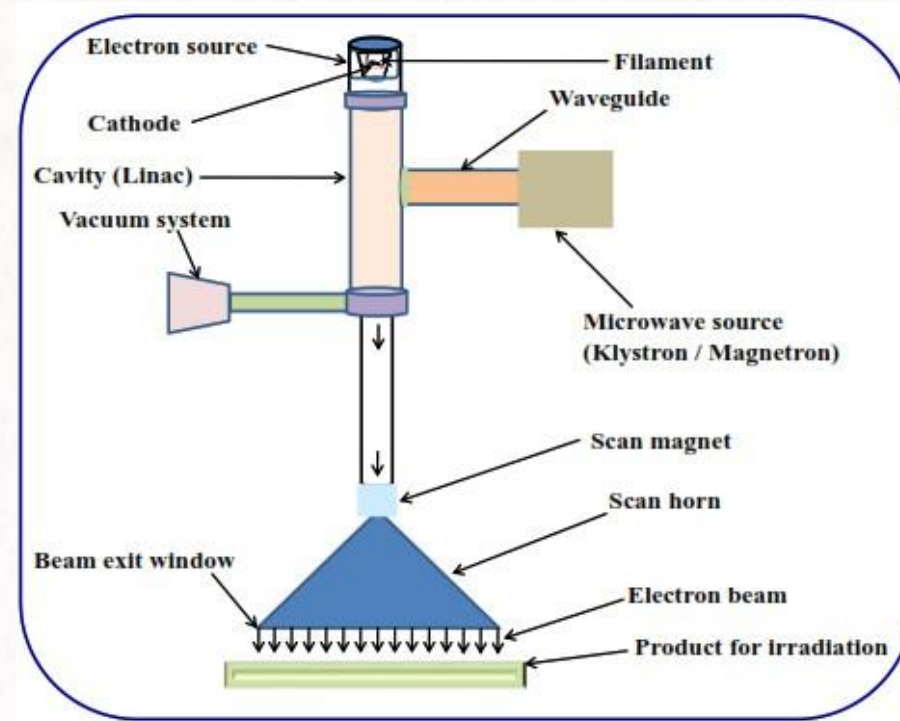 Electron source
Filament
Waveguide
Cathode
Cavity (Linac)
Vacuum system
Microwave source
(Klystron / Magnetron)
Scan magnet
Scan horn
Beam exit window
Electron beam
Product for irradiation